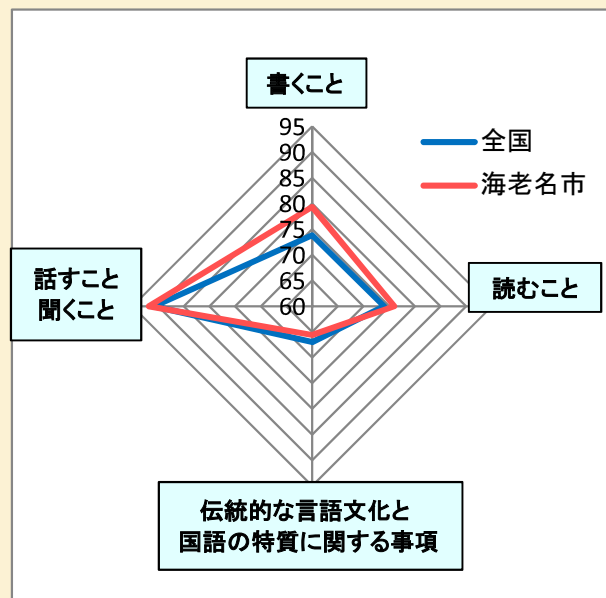 書くこと
95
90
85
80
75
70
65
60
全国
海老名市
話すこと
聞くこと
読むこと
伝統的な言語文化と
国語の特質に関する事項